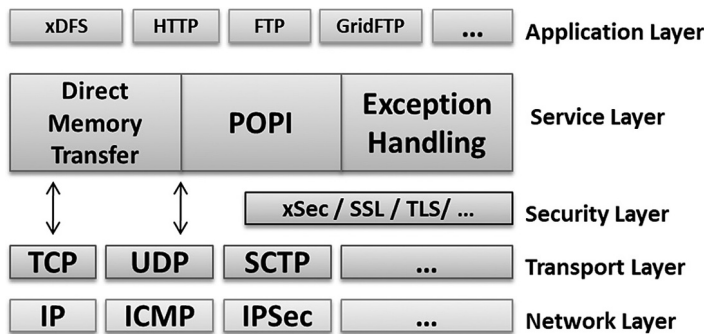 xDFS HTTP FTP GridFTP ... Application Layer
Direct Memory Transfer POPI Exception Handling Service Layer
xSec / SSL / TLS/ ... Security Layer
TCP UDP SCTP ... Transport Layer
IP ICMP IPSec ... Network Layer